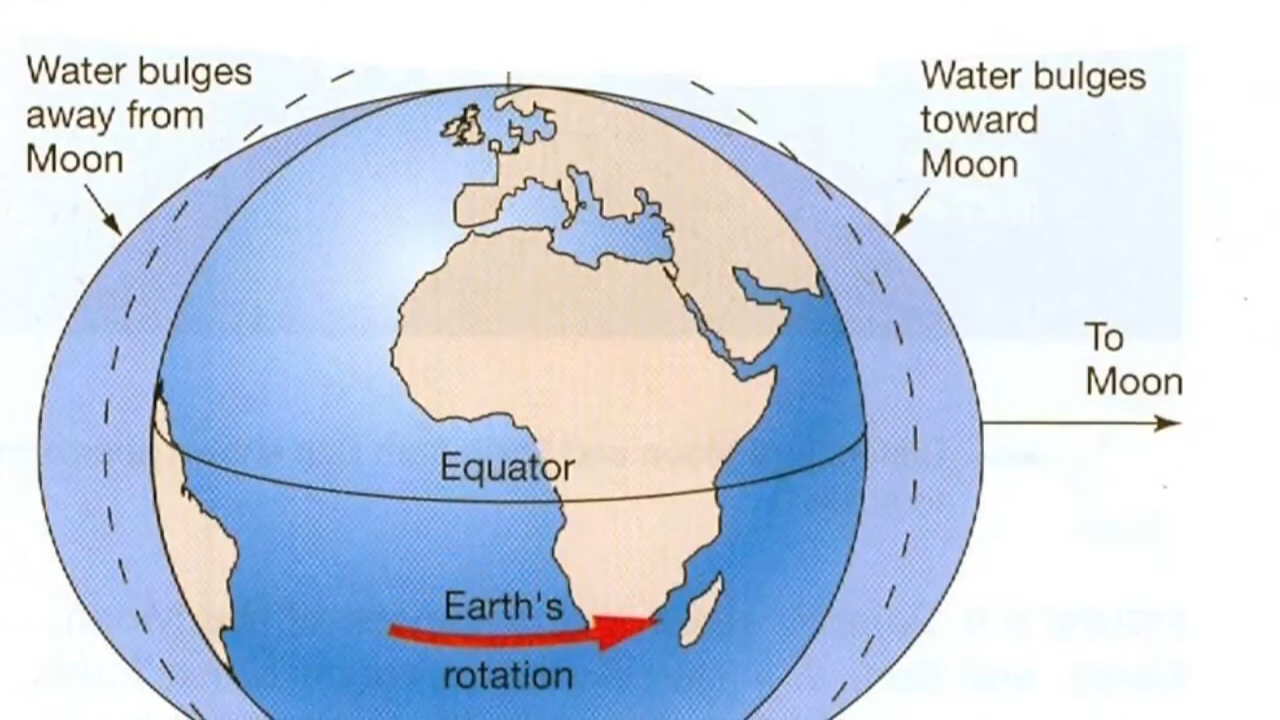 Water bulges
away from
Moon
Water bulges
toward
Moon
To
Moon
Equator
Earth's
rotation